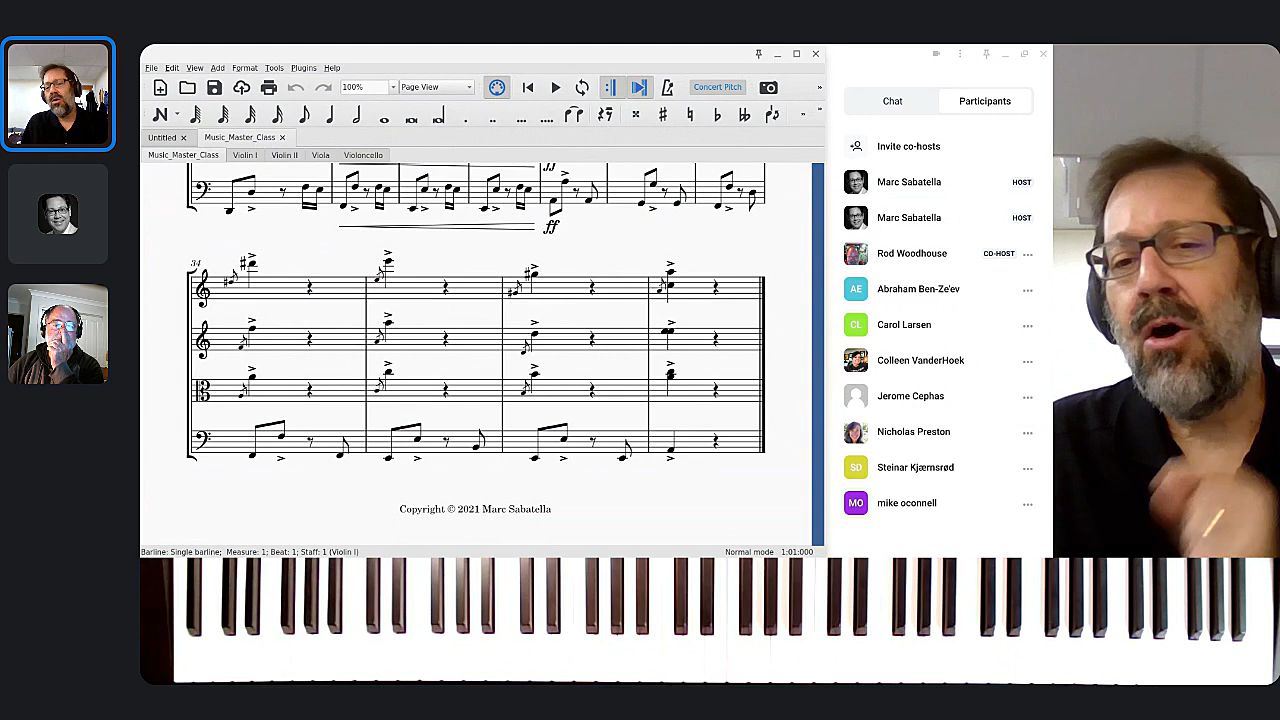 File Edit View Add Format Tools Plugins Help
100% Page View Concert Pitch »
»
Untitled × Music_Master_Class ×
Music_Master_Class Violin I Violin II Viola Violoncello
ff
ff
34
Copyright © 2021 Marc Sabatella
Barline: Single barline; Measure: 1; Beat: 1; Staff: 1 (Violin I) Normal mode 1:01:000
Chat Participants
Invite co-hosts
Marc Sabatella HOST
Marc Sabatella HOST
Rod Woodhouse CO-HOST
AE Abraham Ben-Ze'ev
CL Carol Larsen
Colleen VanderHoek
Jerome Cephas
Nicholas Preston
SD Steinar Kjærnsrød
MO mike oconnell